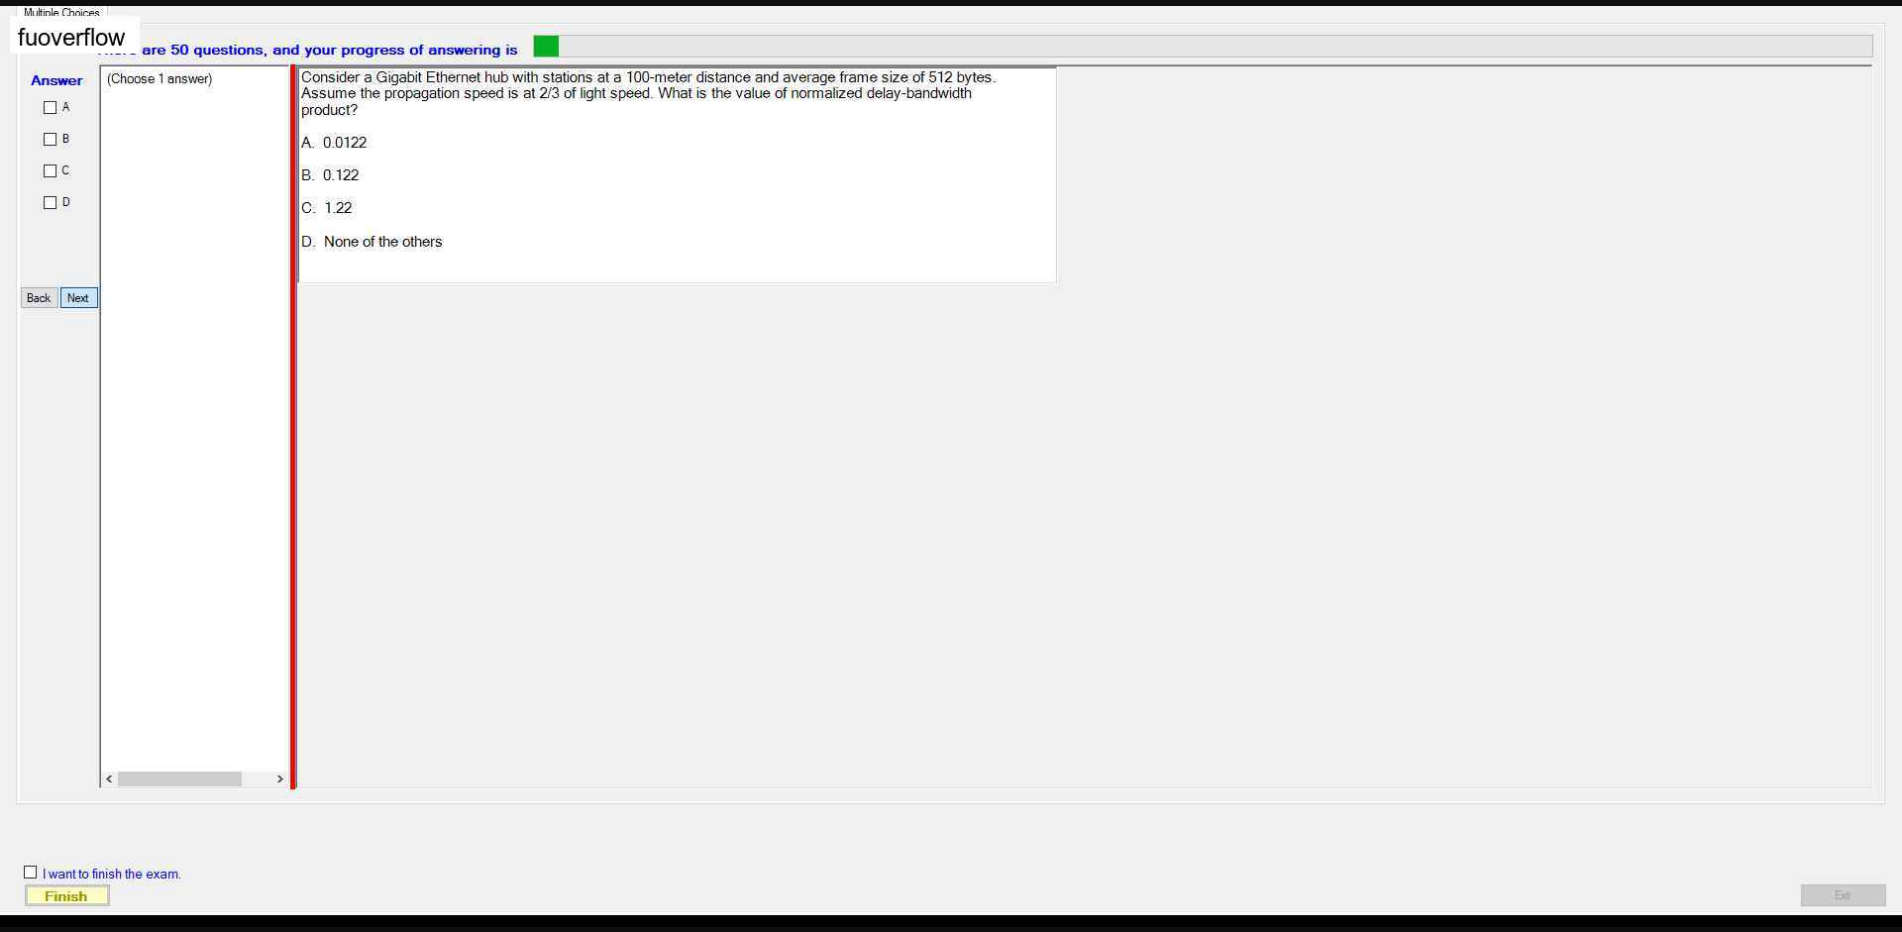 Multiple Choices
fuoverflow
are 50 questions, and your progress of answering is
Answer
(Choose 1 answer)
A
B
C
D
Back Next
Consider a Gigabit Ethernet hub with stations at a 100-meter distance and average frame size of 512 bytes.
Assume the propagation speed is at 2/3 of light speed. What is the value of normalized delay-bandwidth
product?
A. 0.0122
B. 0.122
C. 1.22
D. None of the others
I want to finish the exam.
Finish
Exit